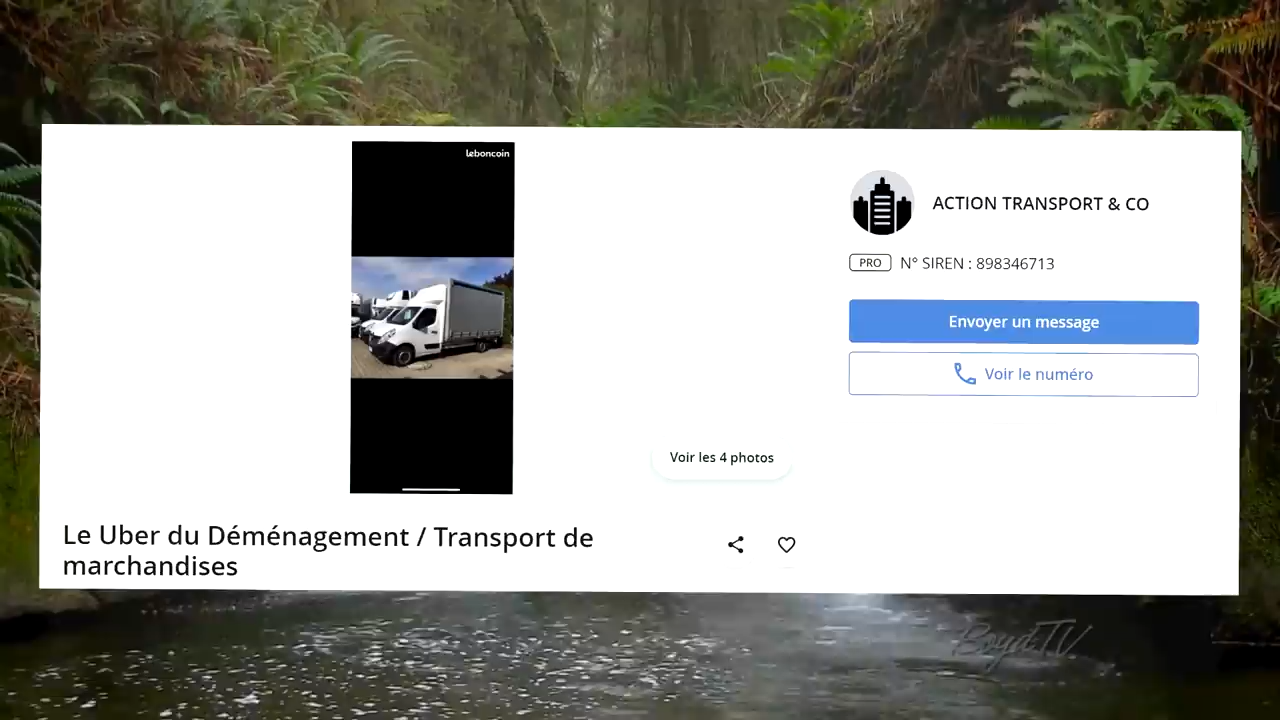 leboncoin
ACTION TRANSPORT & CO
PRO N° SIREN : 898346713
Envoyer un message
Voir le numéro
Voir les 4 photos
Le Uber du Déménagement / Transport de
marchandises
BoydTV